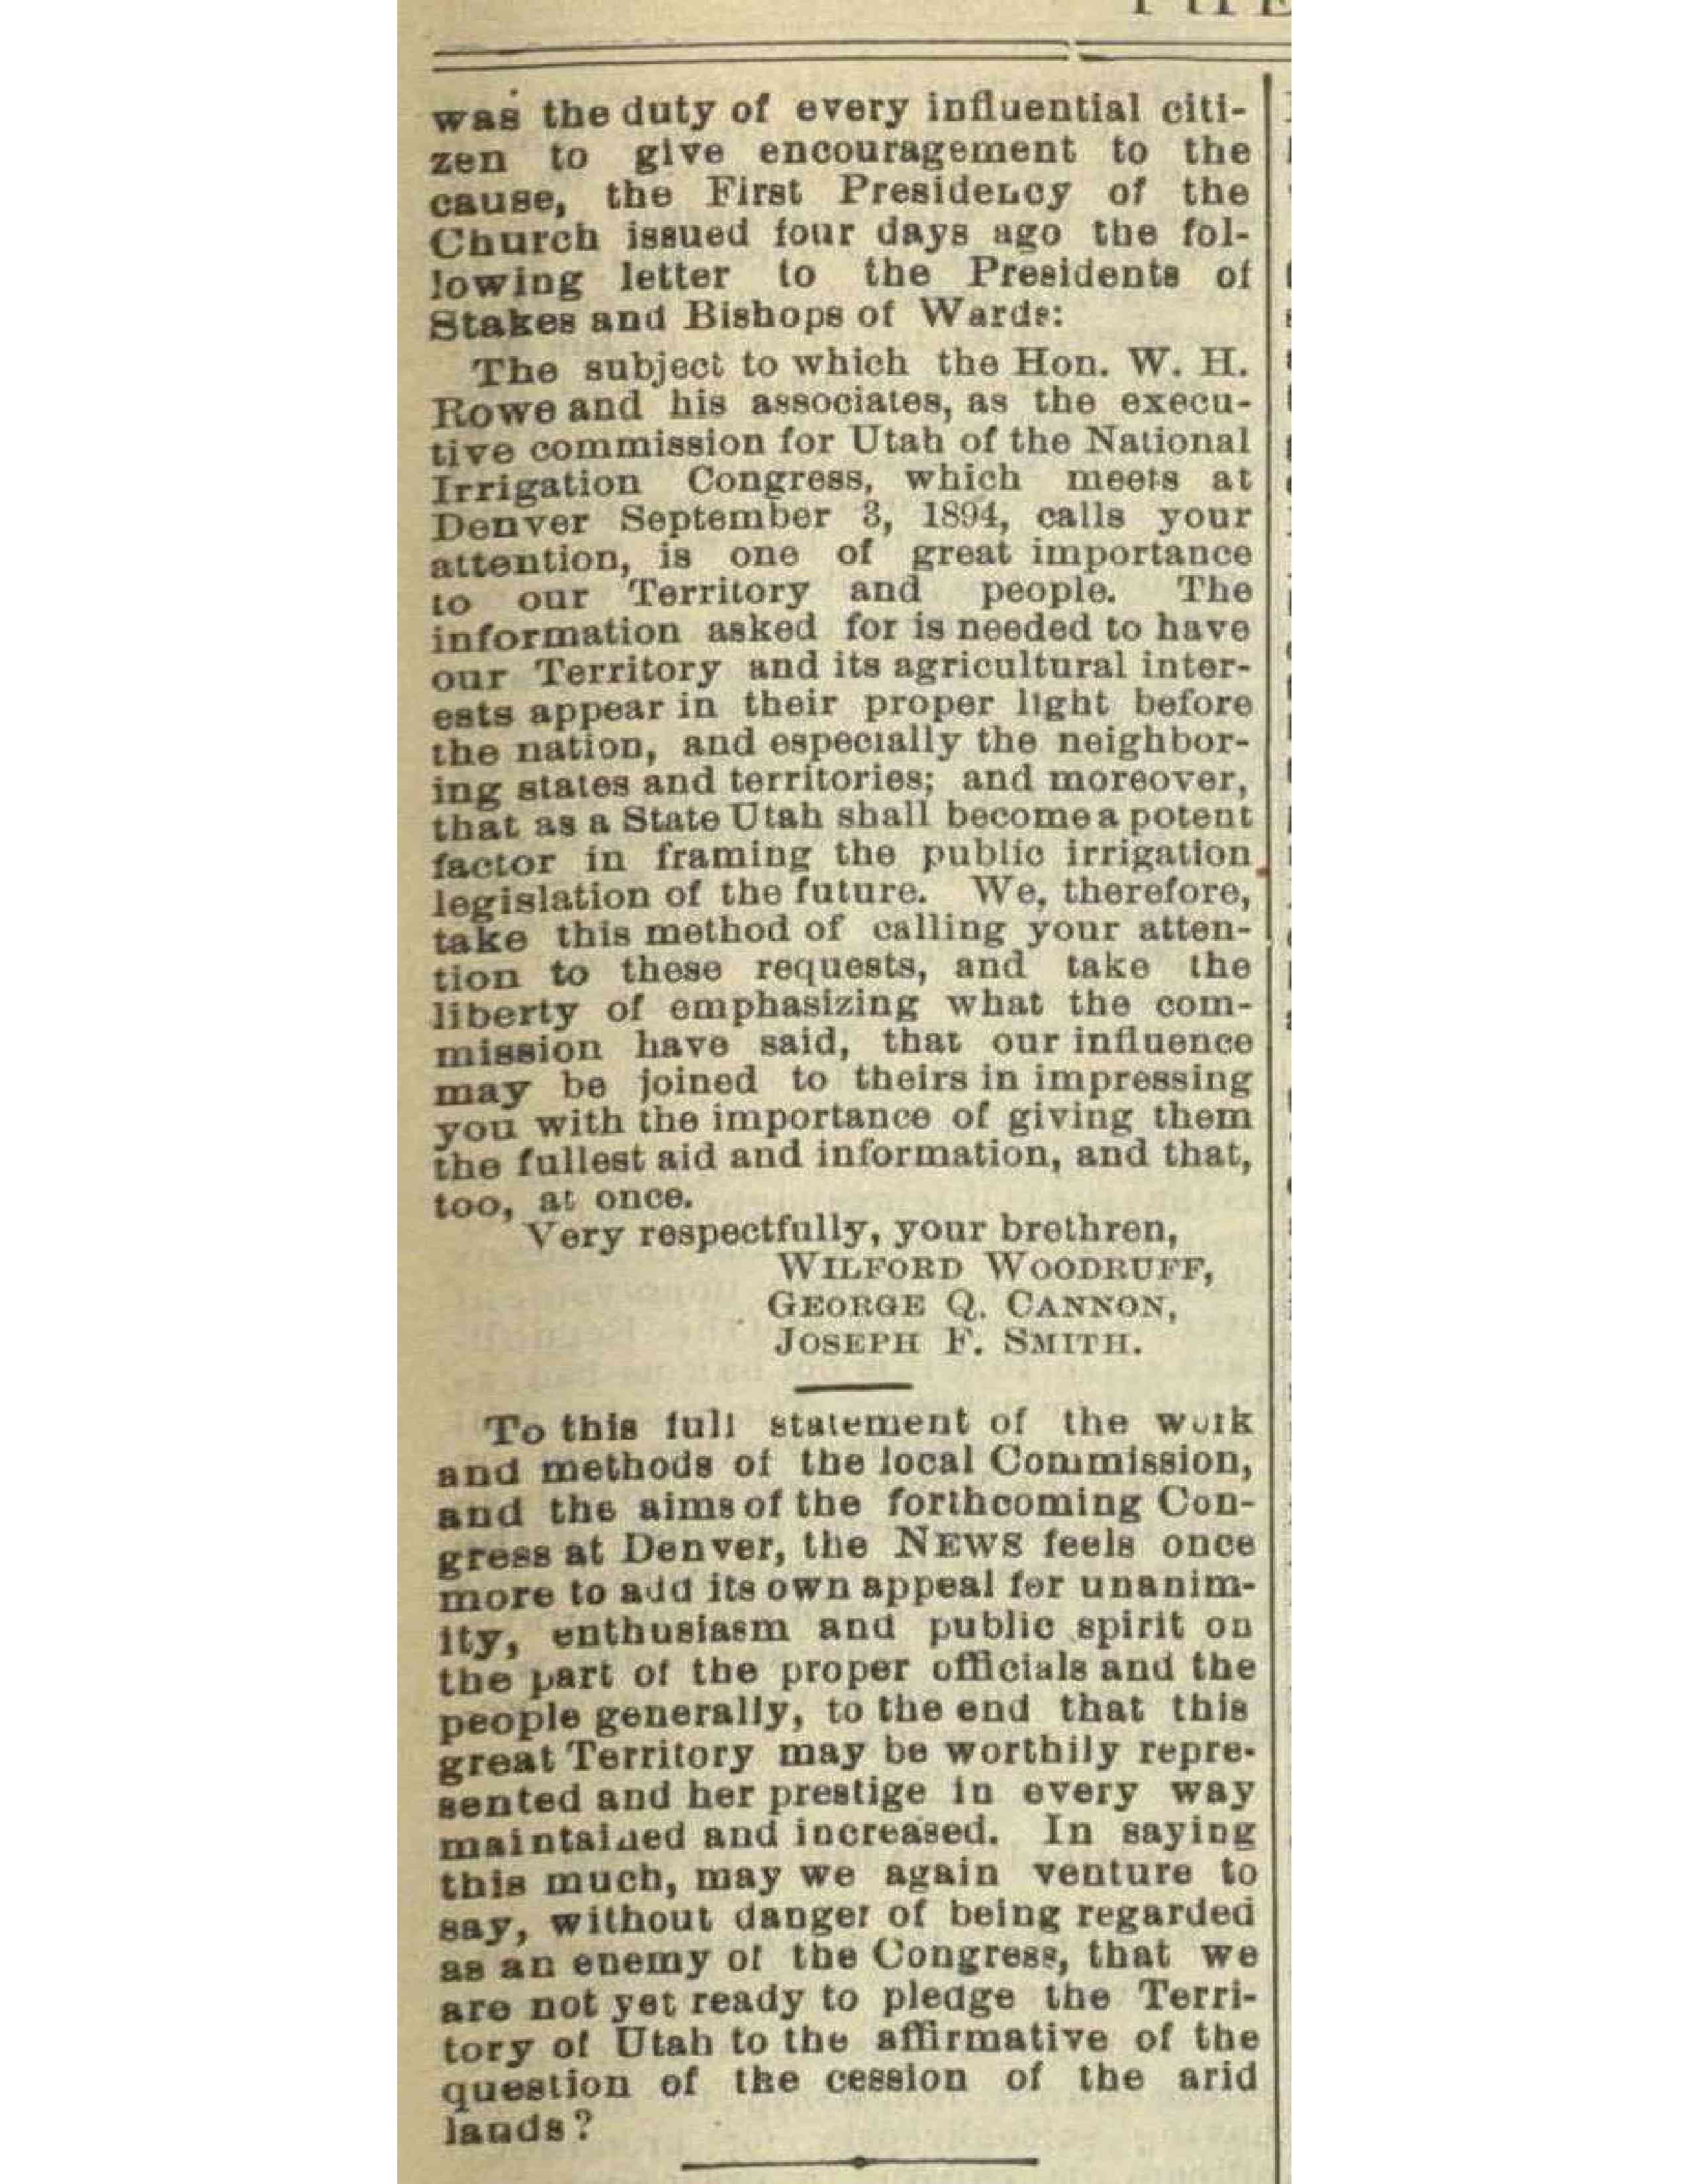 was the duty of every influential citi-
zen to give encouragement to the
cause, the First Presidency of the
Church issued four days ago the fol-
lowing letter to the Presidents of
Stakes and Bishops of Wards:
The subject to which the Hon. W. H.
Rowe and his associates, as the execu-
tive commission for Utah of the National
Irrigation Congress, which meets at
Denver September 3, 1894, calls your
attention, is one of great importance
to our Territory and people. The
information asked for is needed to have
our Territory and its agricultural inter-
ests appear in their proper light before
the nation, and especially the neighbor-
ing states and territories; and moreover,
that as a State Utah shall become a potent
factor in framing the public irrigation
legislation of the future. We, therefore,
take this method of calling your atten-
tion to these requests, and take the
liberty of emphasizing what the com-
mission have said, that our influence
may be joined to theirs in impressing
you with the importance of giving them
the fullest aid and information, and that,
too, at once.
Very respectfully, your brethren,
WILFORD WOODRUFF,
GEORGE Q. CANNON,
JOSEPH F. SMITH.
To this full statement of the work
and methods of the local Commission,
and the aims of the forthcoming Con-
gress at Denver, the NEWS feels once
more to add its own appeal for unanim-
ity, enthusiasm and public spirit on
the part of the proper officials and the
people generally, to the end that this
great Territory may be worthily repre-
sented and her prestige in every way
maintained and increased. In saying
this much, may we again venture to
say, without danger of being regarded
as an enemy of the Congress, that we
are not yet ready to pledge the Terri-
tory of Utah to the affirmative of the
question of the cession of the arid
lands?